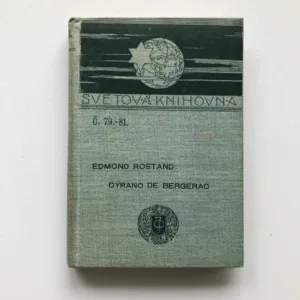 SVĚTOVÁ KNIHOVNA
Č. 79.-81.
EDMOND ROSTAND:
CYRANO DE BERGERAC